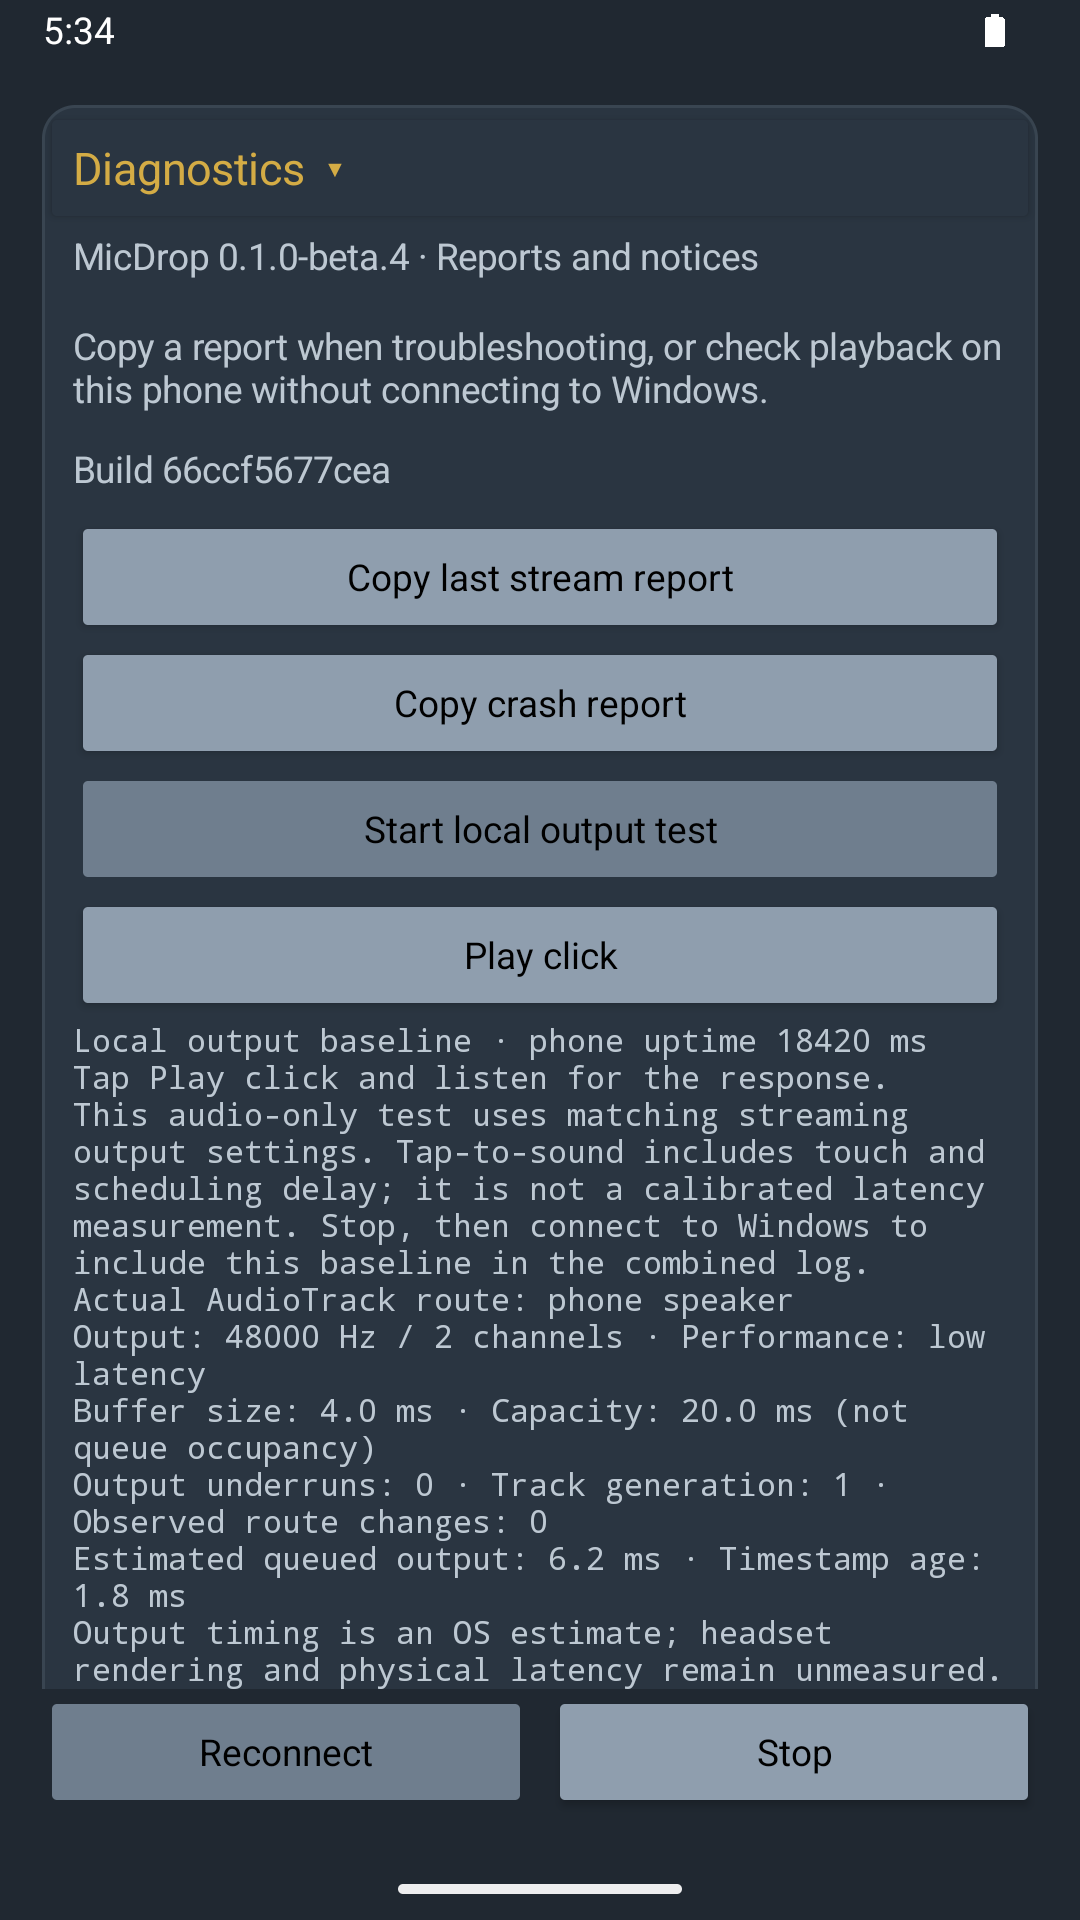 5:34
Diagnostics ▼
MicDrop 0.1.0-beta.4 · Reports and notices
Copy a report when troubleshooting, or check playback on
this phone without connecting to Windows.
Build 66ccf5677cea
Copy last stream report
Copy crash report
Start local output test
Play click
Local output baseline · phone uptime 18420 ms
Tap Play click and listen for the response.
This audio-only test uses matching streaming
output settings. Tap-to-sound includes touch and
scheduling delay; it is not a calibrated latency
measurement. Stop, then connect to Windows to
include this baseline in the combined log.
Actual AudioTrack route: phone speaker
Output: 48000 Hz / 2 channels · Performance: low
latency
Buffer size: 4.0 ms · Capacity: 20.0 ms (not
queue occupancy)
Output underruns: 0 · Track generation: 1 ·
Observed route changes: 0
Estimated queued output: 6.2 ms · Timestamp age:
1.8 ms
Output timing is an OS estimate; headset
rendering and physical latency remain unmeasured.
Reconnect
Stop